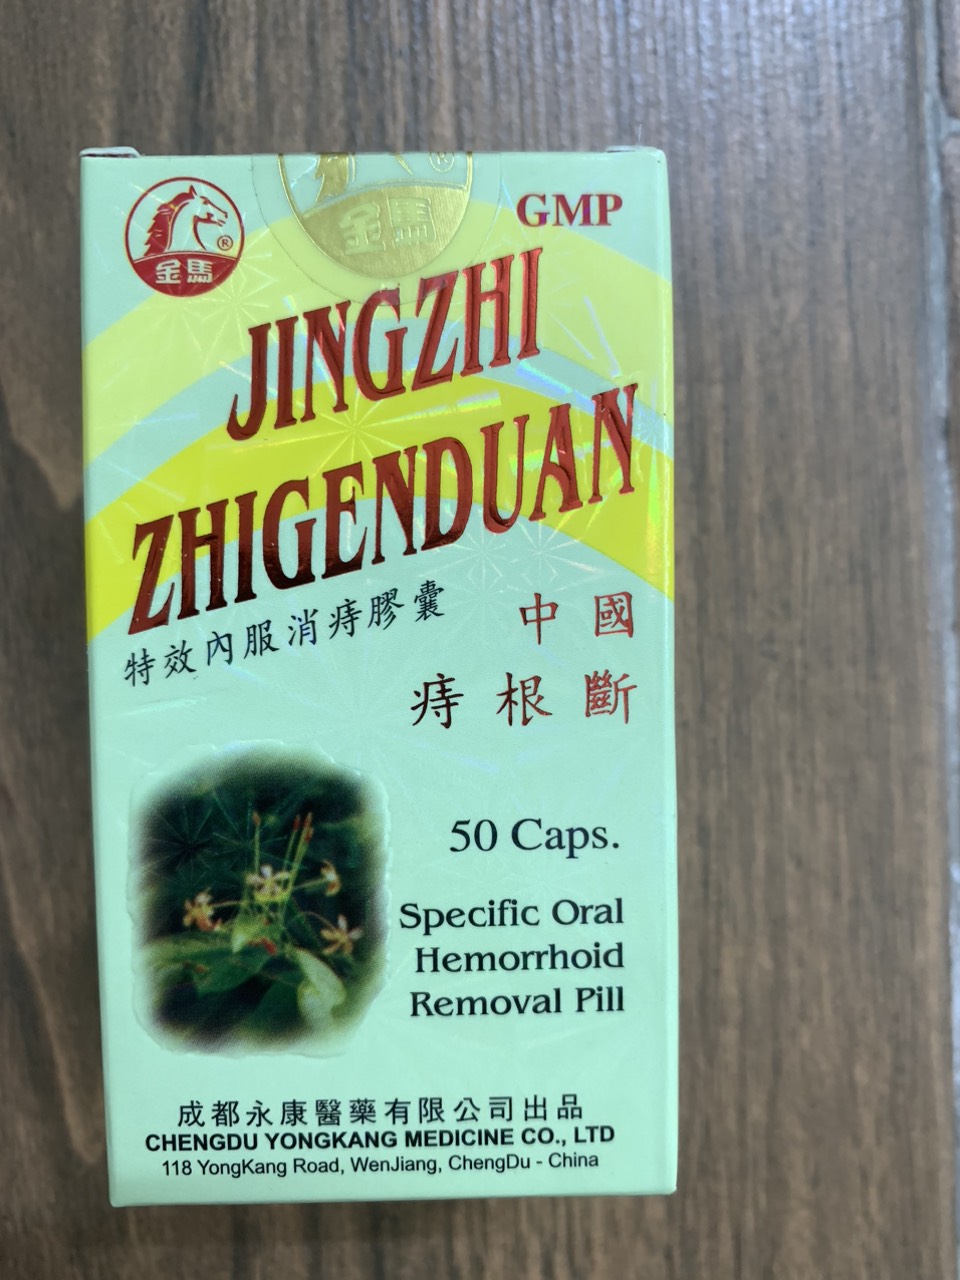 金馬
®
金馬
®
GMP
JINGZHI
ZHIGENDUAN
特效內服消痔膠囊
中國
痔根斷
50 Caps.
Specific Oral
Hemorrhoid
Removal Pill
成都永康醫藥有限公司出品
CHENGDU YONGKANG MEDICINE CO., LTD
118 YongKang Road, WenJiang, ChengDu - China